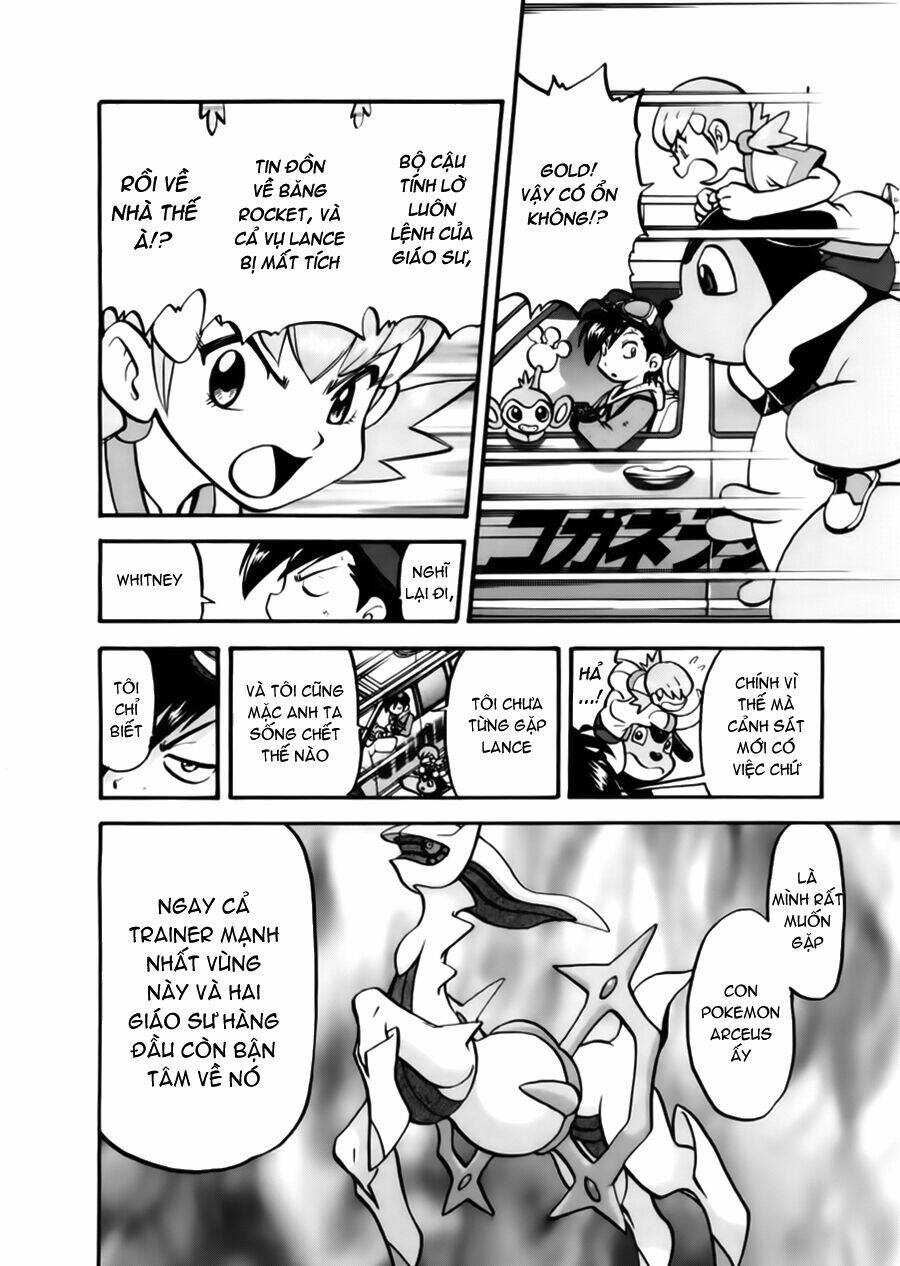 GOLD!
VẬY CÓ ỔN
KHÔNG!?
コガネラ
BỘ CẬU
TÍNH LỜ
LUÔN
LỆNH CỦA
GIÁO SƯ,
TIN ĐỒN
VỀ BĂNG
ROCKET, VÀ
CẢ VỤ LANCE
BỊ MẤT TÍCH
RỒI VỀ
NHÀ THẾ
À!?
NGHĨ
LẠI ĐI,
WHITNEY
CHÍNH VÌ
THẾ MÀ
CẢNH SÁT
MỚI CÓ
VIỆC CHỨ
HẢ
...!
TÔI CHƯA
TỪNG GẶP
LANCE
VÀ TÔI CŨNG
MẶC ANH TA
SỐNG CHẾT
THẾ NÀO
TÔI
CHỈ
BIẾT
LÀ
MÌNH RẤT
MUỐN
GẶP
CON
POKEMON
ARCEUS
ẤY
NGAY CẢ
TRAINER MẠNH
NHẤT VÙNG
NÀY VÀ HAI
GIÁO SƯ HÀNG
ĐẦU CÒN BẬN
TÂM VỀ NÓ